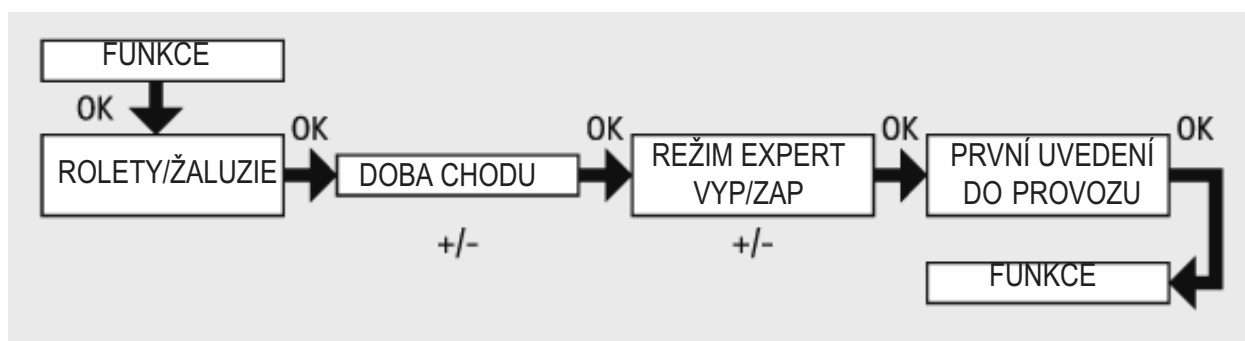 FUNKCE
OK
ROLETY/ŽALUZIE
OK
DOBA CHODU
+/-
OK
REŽIM EXPERT
VYP/ZAP
+/-
OK
PRVNÍ UVEDENÍ
DO PROVOZU
OK
FUNKCE